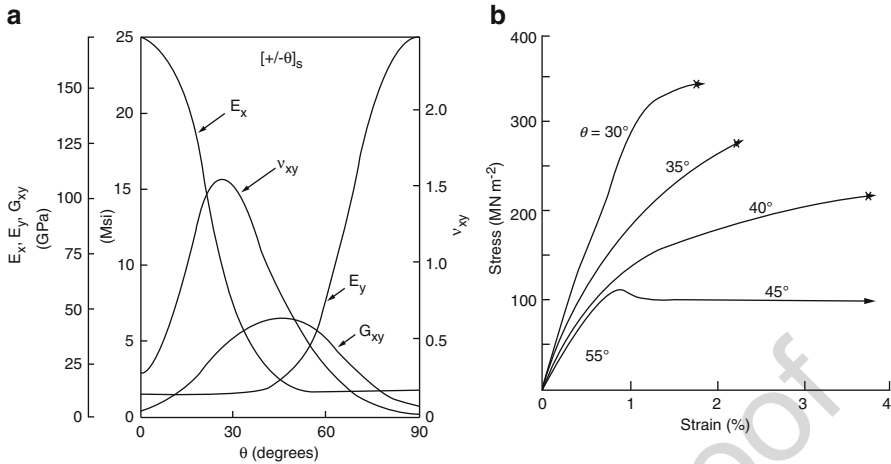 a
[+/-θ]s
Ex
νxy
Ey
Gxy
Ex, Ey, Gxy
(GPa)
150
125
100
75
50
25
0
(Msi)
25
20
15
10
5
0
νxy
2.0
1.5
1.0
0.5
0
0
30
60
90
θ (degrees)
b
Stress (MN m-2)
400
300
200
100
0
θ = 30°
35°
40°
45°
55°
0
1
2
3
4
Strain (%)
proof